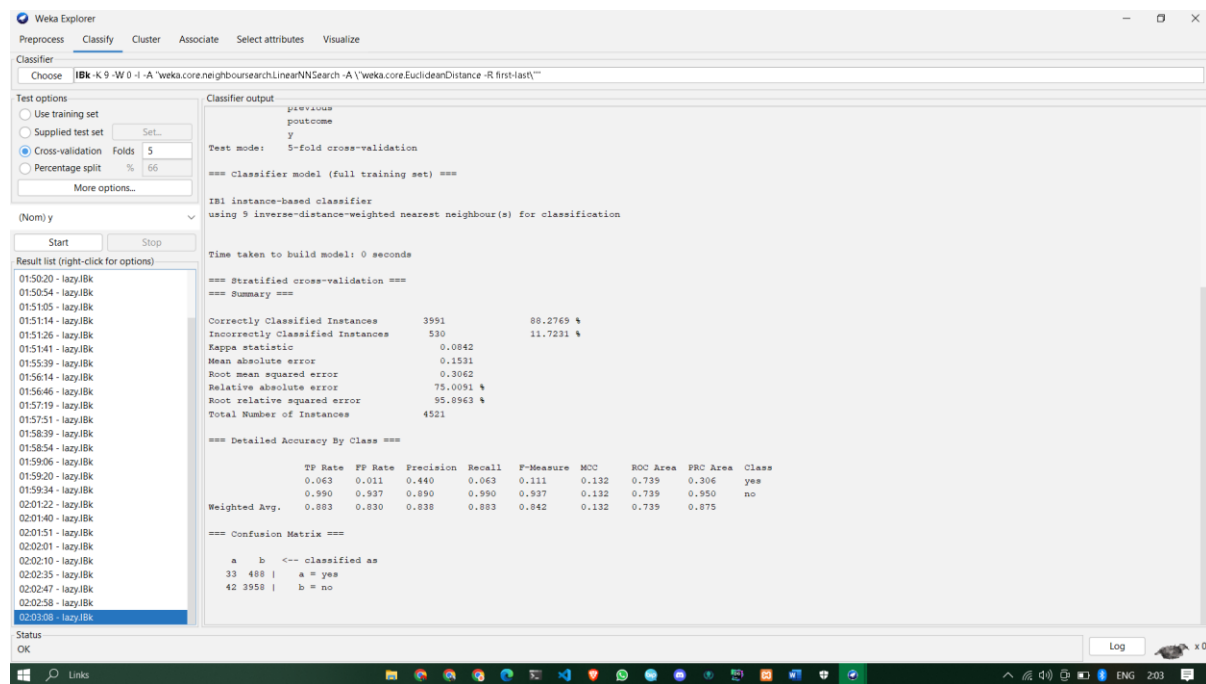 Weka Explorer
Preprocess Classify Cluster Associate Select attributes Visualize
Classifier
Choose IBk -K 9 -W 0 -I -A "weka.core.neighboursearch.LinearNNSearch -A \"weka.core.EuclideanDistance -R first-last\""
Test options
Use training set
Supplied test set Set...
Cross-validation Folds 5
Percentage split % 66
More options...
(Nom) y
Start Stop
Result list (right-click for options)
01:50:20 - lazy.IBk
01:50:54 - lazy.IBk
01:51:05 - lazy.IBk
01:51:14 - lazy.IBk
01:51:26 - lazy.IBk
01:51:41 - lazy.IBk
01:55:39 - lazy.IBk
01:56:14 - lazy.IBk
01:56:46 - lazy.IBk
01:57:19 - lazy.IBk
01:57:51 - lazy.IBk
01:58:39 - lazy.IBk
01:58:54 - lazy.IBk
01:59:06 - lazy.IBk
01:59:20 - lazy.IBk
01:59:34 - lazy.IBk
02:01:22 - lazy.IBk
02:01:40 - lazy.IBk
02:01:51 - lazy.IBk
02:02:01 - lazy.IBk
02:02:10 - lazy.IBk
02:02:35 - lazy.IBk
02:02:47 - lazy.IBk
02:02:58 - lazy.IBk
02:03:08 - lazy.IBk
Classifier output
previous
poutcome
y
Test mode: 5-fold cross-validation
=== Classifier model (full training set) ===
IB1 instance-based classifier
using 9 inverse-distance-weighted nearest neighbour(s) for classification
Time taken to build model: 0 seconds
=== Stratified cross-validation ===
=== Summary ===
Correctly Classified Instances 3991 88.2769 %
Incorrectly Classified Instances 530 11.7231 %
Kappa statistic 0.0842
Mean absolute error 0.1531
Root mean squared error 0.3062
Relative absolute error 75.0091 %
Root relative squared error 95.8963 %
Total Number of Instances 4521
=== Detailed Accuracy By Class ===
TP Rate FP Rate Precision Recall F-Measure MCC ROC Area PRC Area Class
0.063 0.011 0.440 0.063 0.111 0.132 0.739 0.306 yes
0.990 0.937 0.890 0.990 0.937 0.132 0.739 0.950 no
Weighted Avg. 0.883 0.830 0.838 0.883 0.842 0.132 0.739 0.875
=== Confusion Matrix ===
a b <-- classified as
33 488 | a = yes
42 3958 | b = no
Status
OK
Log x 0
Links
ENG 2:03